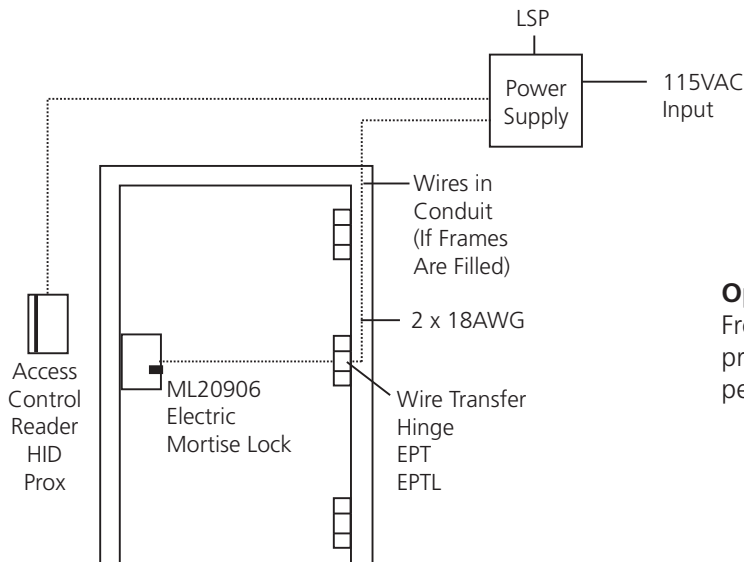 LSP
Power
Supply
115VAC
Input
Wires in
Conduit
(If Frames
Are Filled)
2 x 18AWG
Access
Control
Reader
HID
Prox
ML20906
Electric
Mortise Lock
Wire Transfer
Hinge
EPT
EPTL